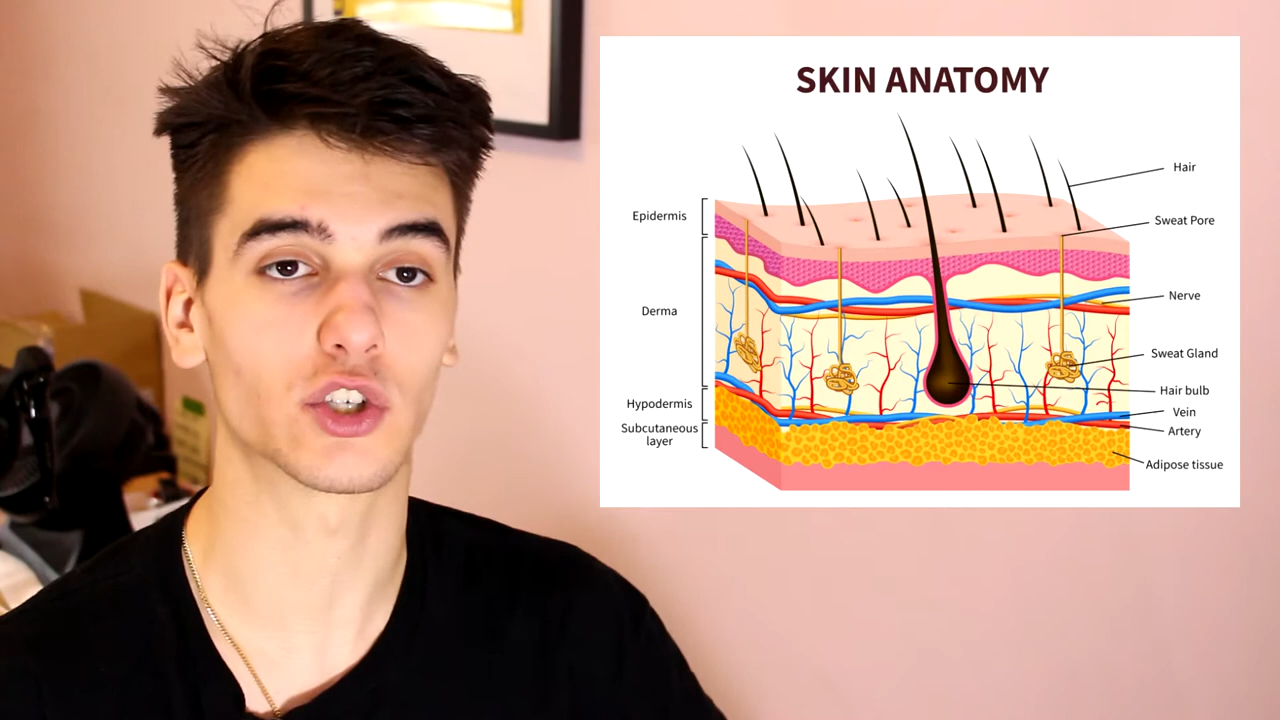 SKIN ANATOMY
Hair
Epidermis
Sweat Pore
Nerve
Derma
Sweat Gland
Hair bulb
Hypodermis
Vein
Subcutaneous
layer
Artery
Adipose tissue